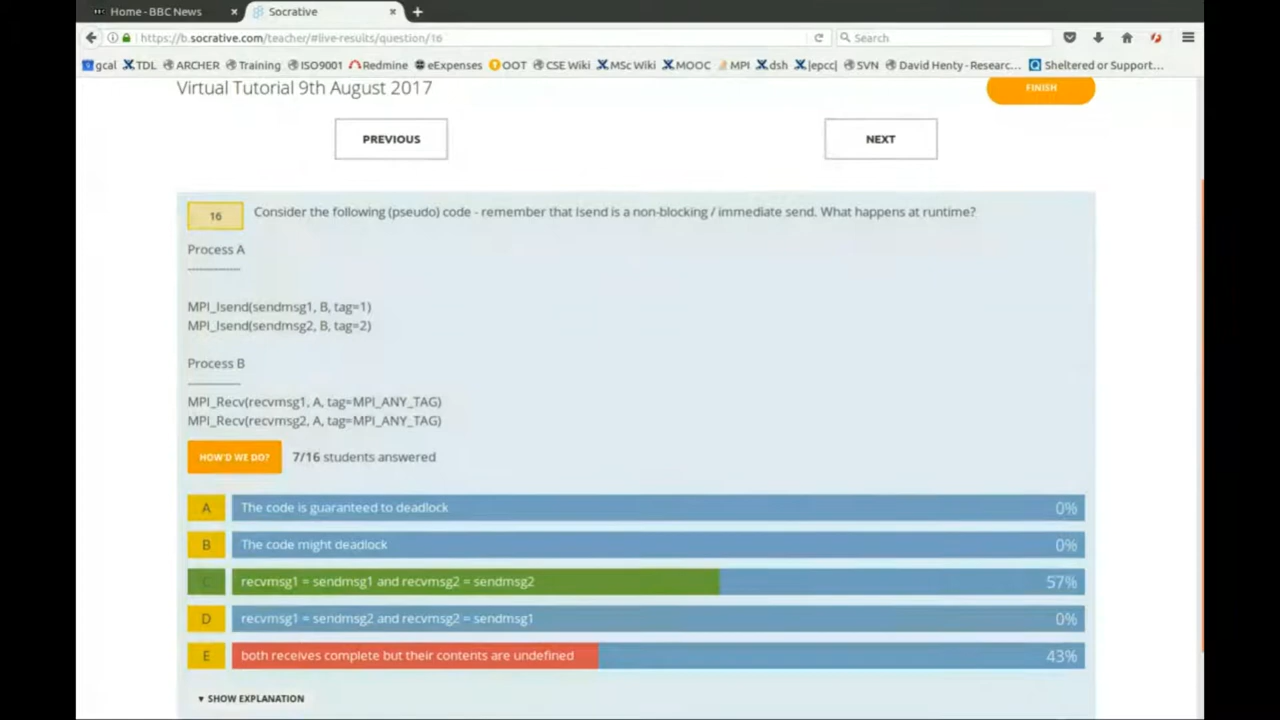 Home - BBC News
Socrative
https://b.socrative.com/teacher/#live-results/question/16
Search
gcal TDL ARCHER Training ISO9001 Redmine eExpenses OOT CSE Wiki MSc Wiki MOOC MPI dsh jepcc| SVN David Henty - Researc... Sheltered or Support...
Virtual Tutorial 9th August 2017
FINISH
PREVIOUS
NEXT
16 Consider the following (pseudo) code - remember that Isend is a non-blocking / immediate send. What happens at runtime?
Process A
--------------
MPI_Isend(sendmsg1, B, tag=1)
MPI_Isend(sendmsg2, B, tag=2)
Process B
--------------
MPI_Recv(recvmsg1, A, tag=MPI_ANY_TAG)
MPI_Recv(recvmsg2, A, tag=MPI_ANY_TAG)
HOW'D WE DO? 7/16 students answered
A The code is guaranteed to deadlock 0%
B The code might deadlock 0%
C recvmsg1 = sendmsg1 and recvmsg2 = sendmsg2 57%
D recvmsg1 = sendmsg2 and recvmsg2 = sendmsg1 0%
E both receives complete but their contents are undefined 43%
▼ SHOW EXPLANATION